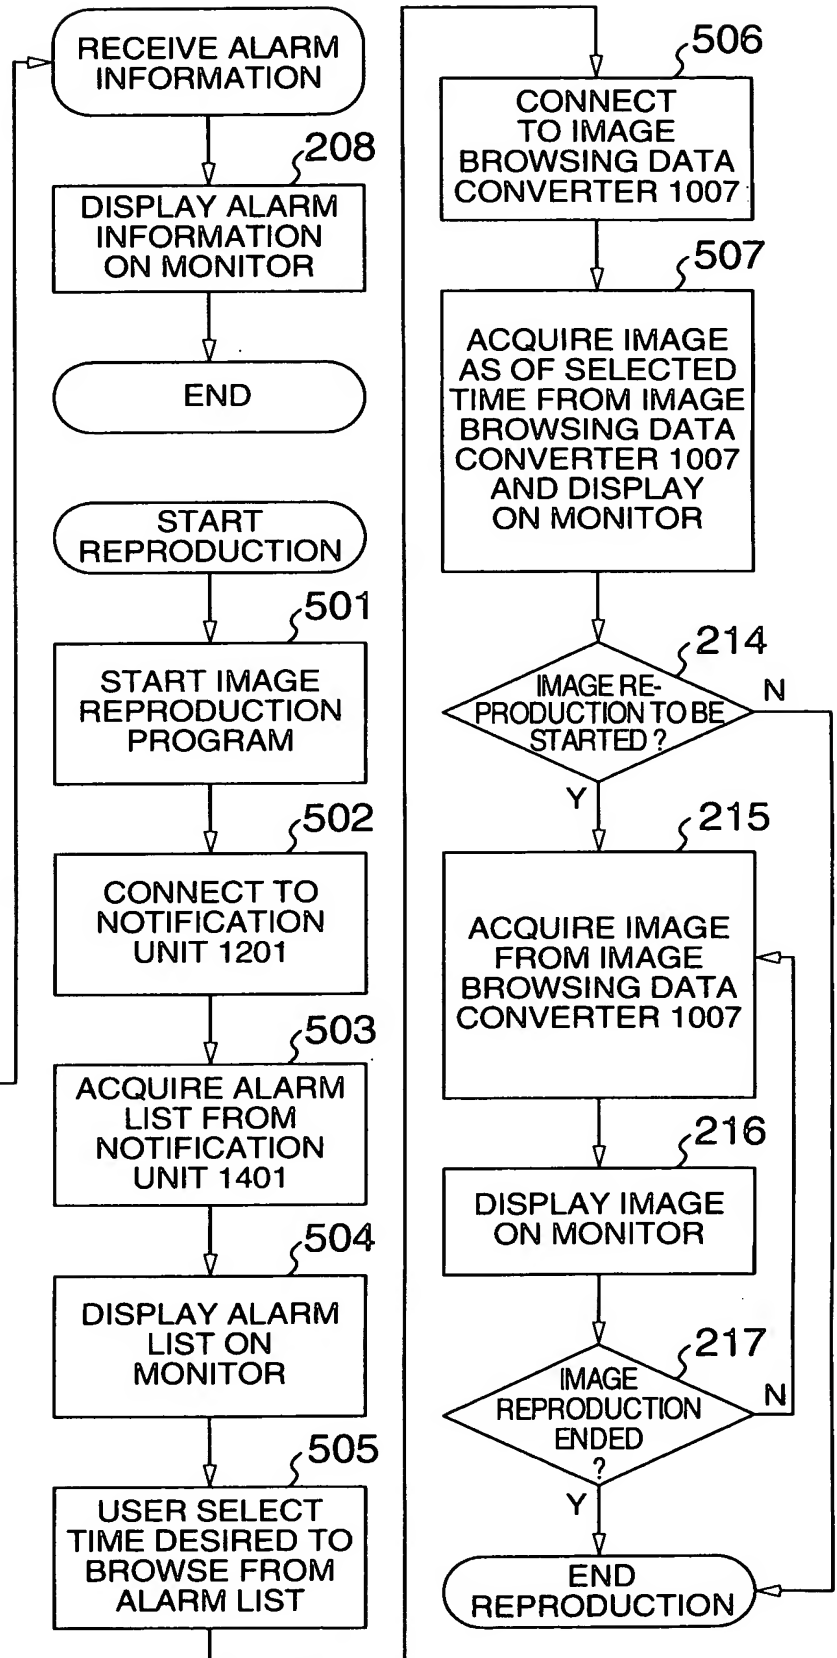 RECEIVE ALARM
INFORMATION
208
DISPLAY ALARM
INFORMATION
ON MONITOR
END
START
REPRODUCTION
501
START IMAGE
REPRODUCTION
PROGRAM
502
CONNECT TO
NOTIFICATION
UNIT 1201
503
ACQUIRE ALARM
LIST FROM
NOTIFICATION
UNIT 1401
504
DISPLAY ALARM
LIST ON
MONITOR
505
USER SELECT
TIME DESIRED TO
BROWSE FROM
ALARM LIST
506
CONNECT
TO IMAGE
BROWSING DATA
CONVERTER 1007
507
ACQUIRE IMAGE
AS OF SELECTED
TIME FROM IMAGE
BROWSING DATA
CONVERTER 1007
AND DISPLAY
ON MONITOR
214
IMAGE RE-
PRODUCTION TO BE
STARTED ?
N
Y
215
ACQUIRE IMAGE
FROM IMAGE
BROWSING DATA
CONVERTER 1007
216
DISPLAY IMAGE
ON MONITOR
217
IMAGE
REPRODUCTION
ENDED
?
N
Y
END
REPRODUCTION